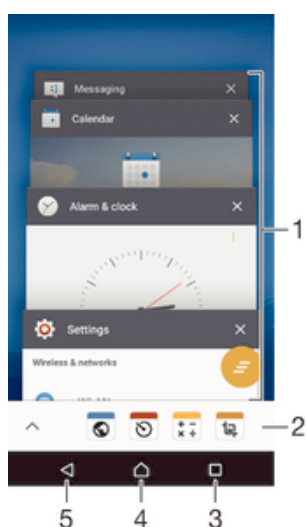 Messaging
Calendar
Alarm & clock
Settings
Wireless & networks
1
2
5 4 3